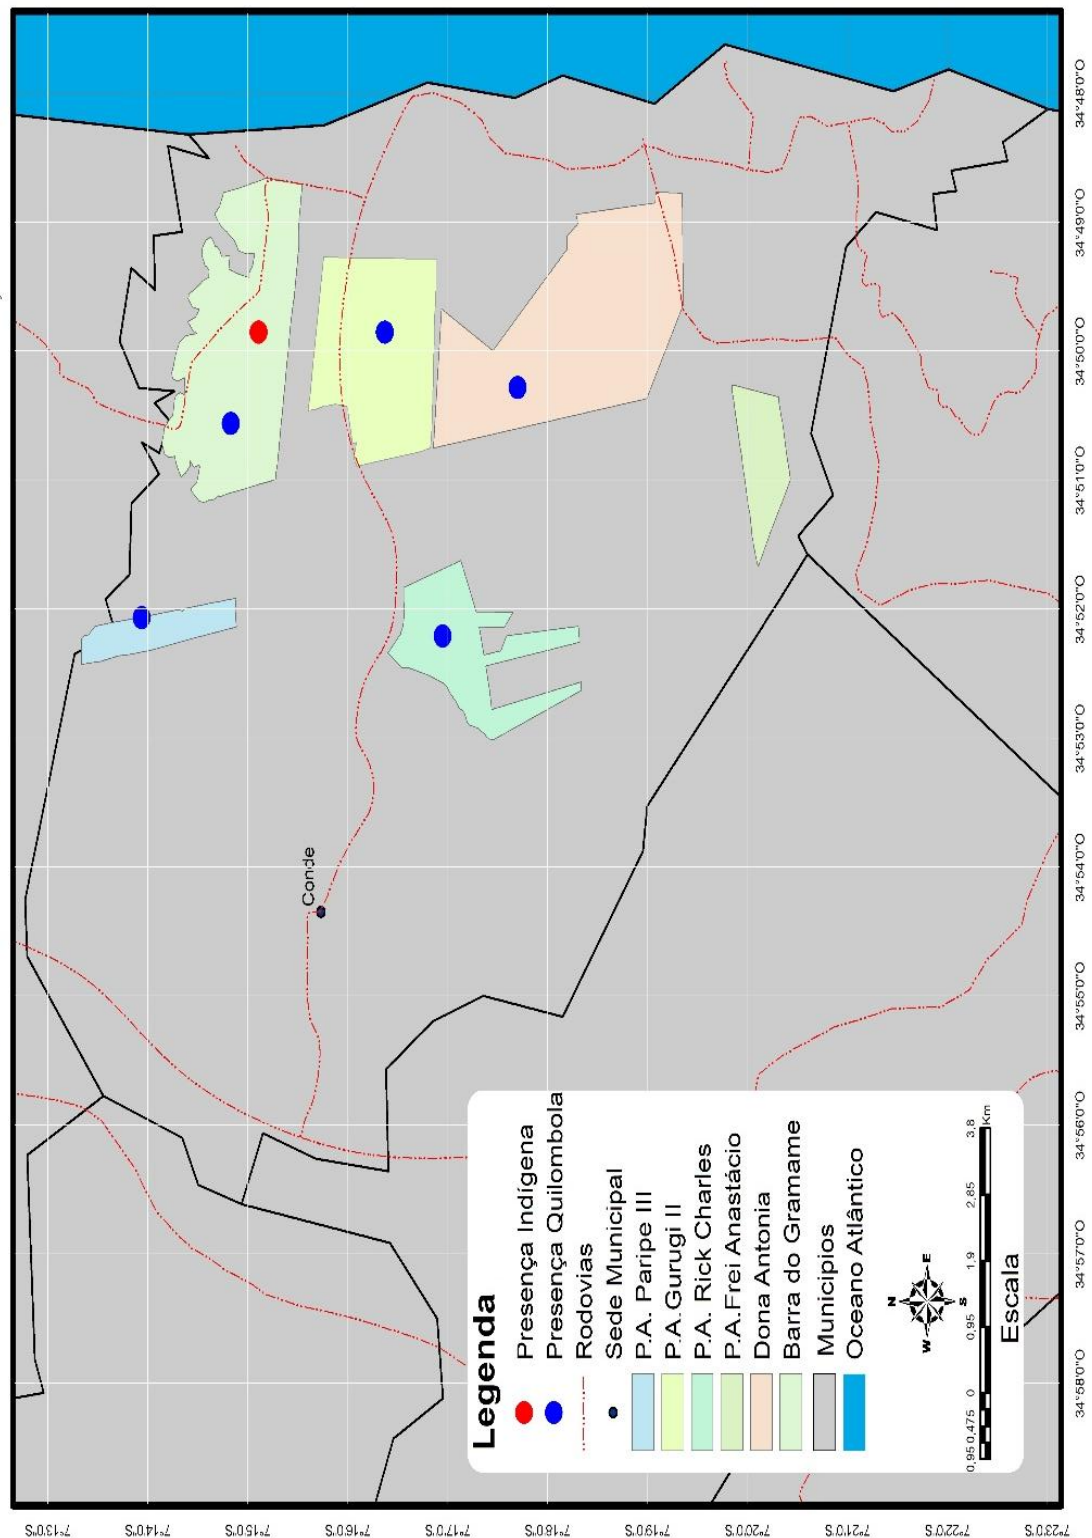 7°13'0"S
7°14'0"S
7°15'0"S
7°16'0"S
7°17'0"S
7°18'0"S
7°19'0"S
7°20'0"S
7°21'0"S
7°22'0"S
7°23'0"S
Conde
Legenda
Presença Indígena
Presença Quilombola
Rodovias
Sede Municipal
P.A. Paripe III
P.A.Gurugi II
P.A. Rick Charles
P.A.Frei Anastácio
Dona Antonia
Barra do Gramame
Municipios
Oceano Atlântico
N
W E
S
0,95 0,475 0 0,95 1,9 2,85 3,8
Km
Escala
34°58'0"O 34°57'0"O 34°56'0"O 34°55'0"O 34°54'0"O 34°53'0"O 34°52'0"O 34°51'0"O 34°50'0"O 34°49'0"O 34°48'0"O